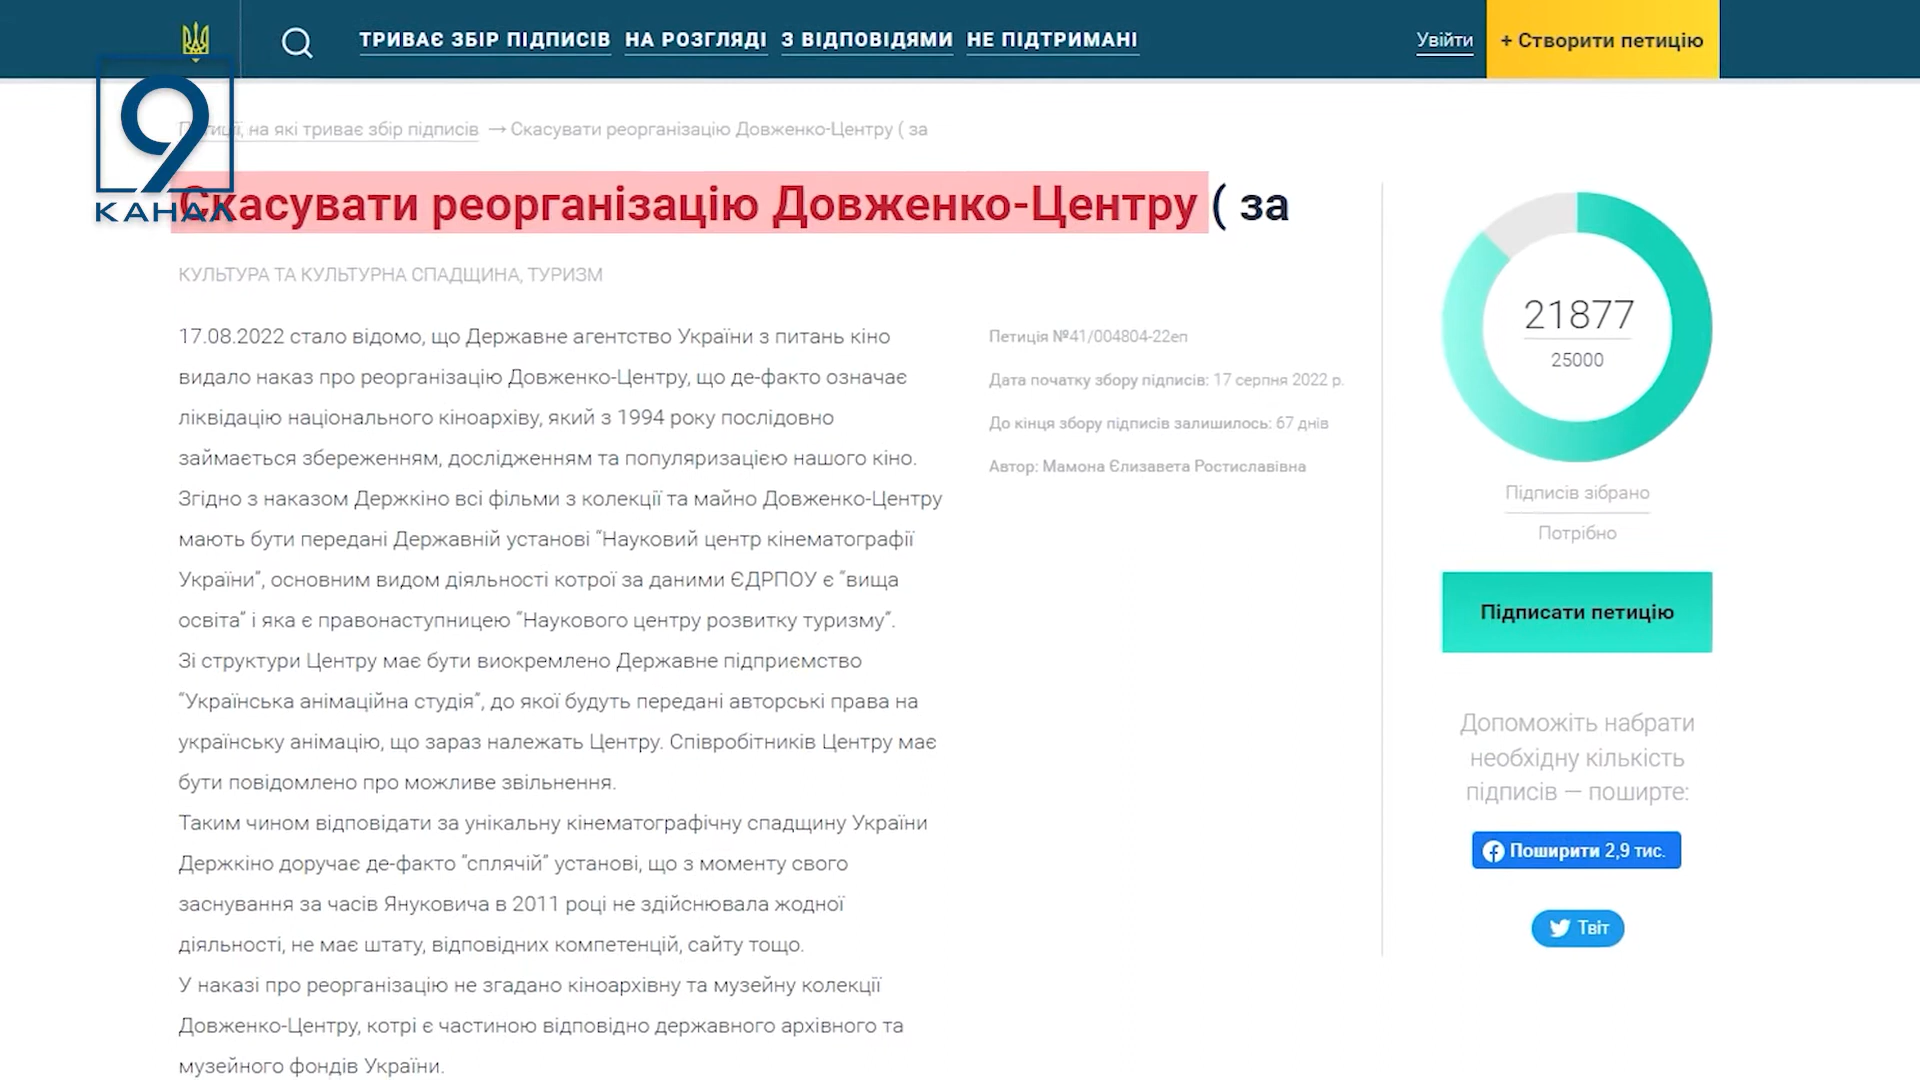 ТРИВАЄ ЗБІР ПІДПИСІВ НА РОЗГЛЯДІ З ВІДПОВІДЯМИ НЕ ПІДТРИМАНІ
Увійти
+ Створити петицію
9
КАНАЛ
Петиції, на які триває збір підписів → Скасувати реорганізацію Довженко-Центру ( за
Скасувати реорганізацію Довженко-Центру ( за
КУЛЬТУРА ТА КУЛЬТУРНА СПАДЩИНА, ТУРИЗМ
17.08.2022 стало відомо, що Державне агентство України з питань кіно
видало наказ про реорганізацію Довженко-Центру, що де-факто означає
ліквідацію національного кіноархіву, який з 1994 року послідовно
займається збереженням, дослідженням та популяризацією нашого кіно.
Згідно з наказом Держкіно всі фільми з колекції та майно Довженко-Центру
мають бути передані Державній установі “Науковий центр кінематографії
України”, основним видом діяльності котрої за даними ЄДРПОУ є “вища
освіта” і яка є правонаступницею “Наукового центру розвитку туризму”.
Зі структури Центру має бути виокремлено Державне підприємство
“Українська анімаційна студія”, до якої будуть передані авторські права на
українську анімацію, що зараз належать Центру. Співробітників Центру має
бути повідомлено про можливе звільнення.
Таким чином відповідати за унікальну кінематографічну спадщину України
Держкіно доручає де-факто “сплячій” установі, що з моменту свого
заснування за часів Януковича в 2011 році не здійснювала жодної
діяльності, не має штату, відповідних компетенцій, сайту тощо.
У наказі про реорганізацію не згадано кіноархівну та музейну колекції
Довженко-Центру, котрі є частиною відповідно державного архівного та
музейного фондів України.
Петиція №41/004804-22еп
Дата початку збору підписів: 17 серпня 2022 р.
До кінця збору підписів залишилось: 67 днів
Автор: Мамона Єлизавета Ростиславівна
21877
25000
Підписів зібрано
Потрібно
Підписати петицію
Допоможіть набрати
необхідну кількість
підписів — поширте:
Поширити 2,9 тис.
Твіт